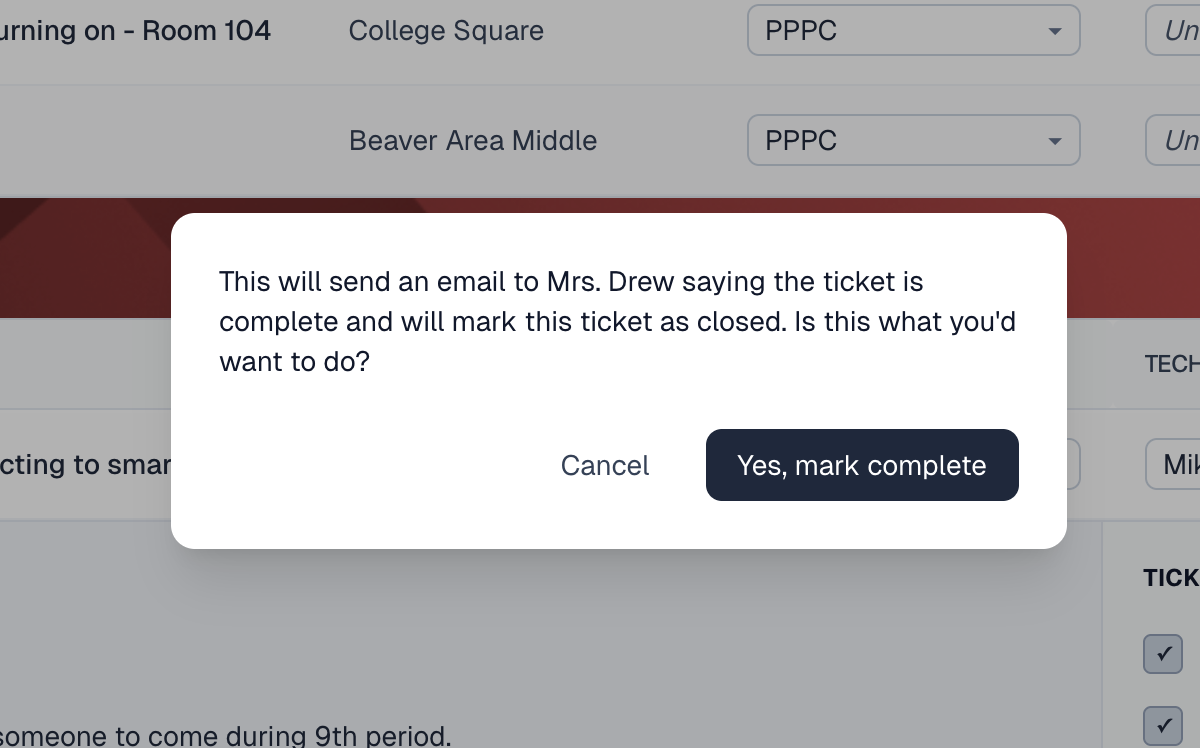 urning on - Room 104 College Square PPPC Un
Beaver Area Middle PPPC Un
This will send an email to Mrs. Drew saying the ticket is
complete and will mark this ticket as closed. Is this what you'd
want to do?
TECH
cting to smar Mik
Cancel Yes, mark complete
TICK
someone to come during 9th period.